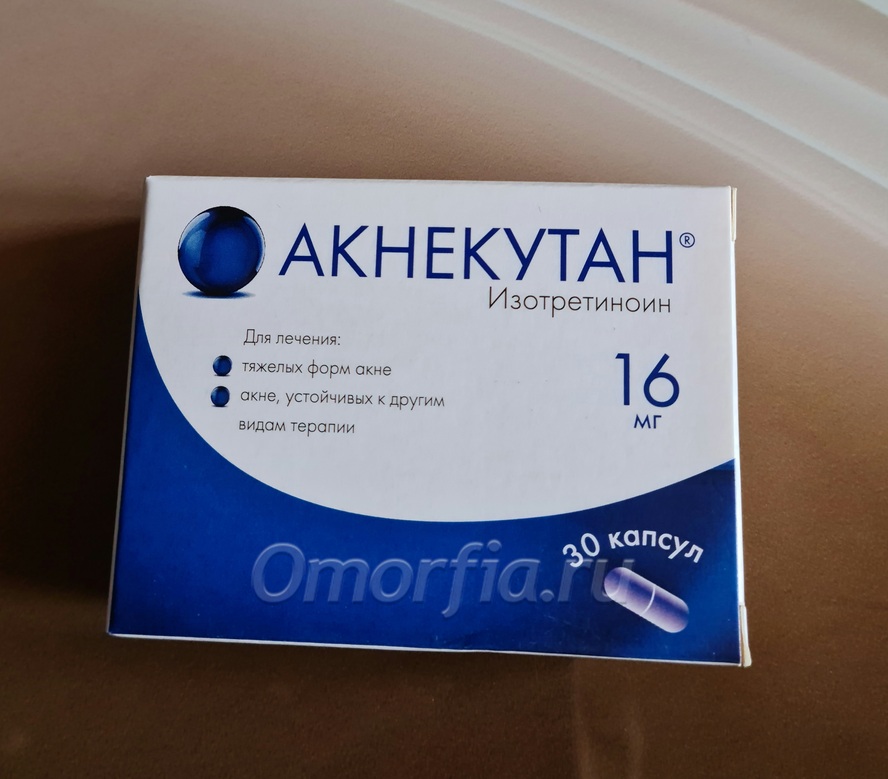 АКНЕКУТАН®
Изотретиноин
Для лечения:
тяжелых форм акне
акне, устойчивых к другим
видам терапии
16
мг
30 капсул
Omorfia.ru